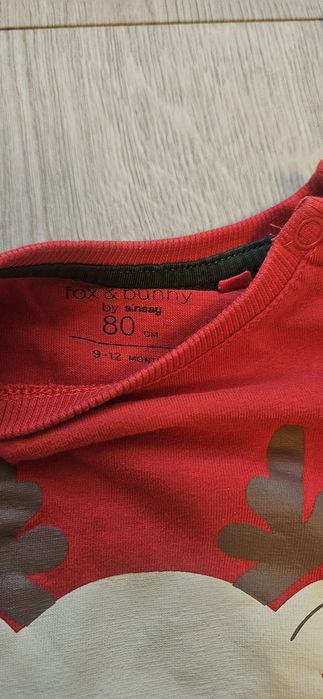 fox & bunny
by sinsay
80 CM
9-12 MONT